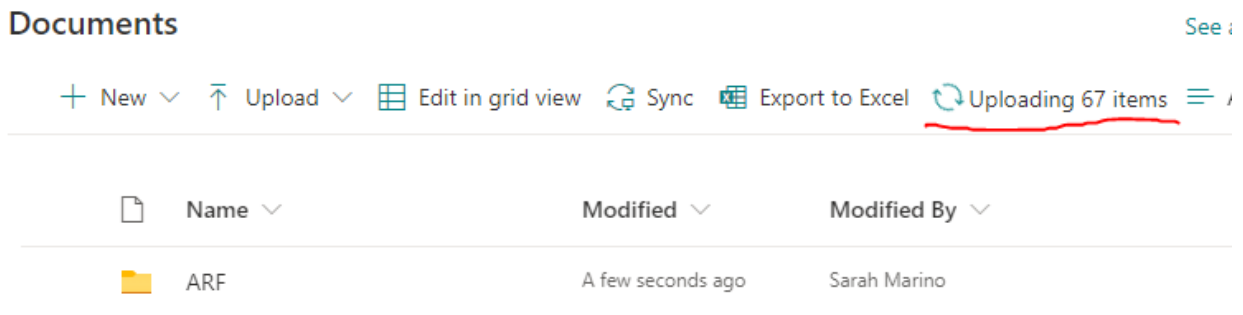 Documents
See
New Upload Edit in grid view Sync Export to Excel Uploading 67 items
Name Modified Modified By
ARF A few seconds ago Sarah Marino